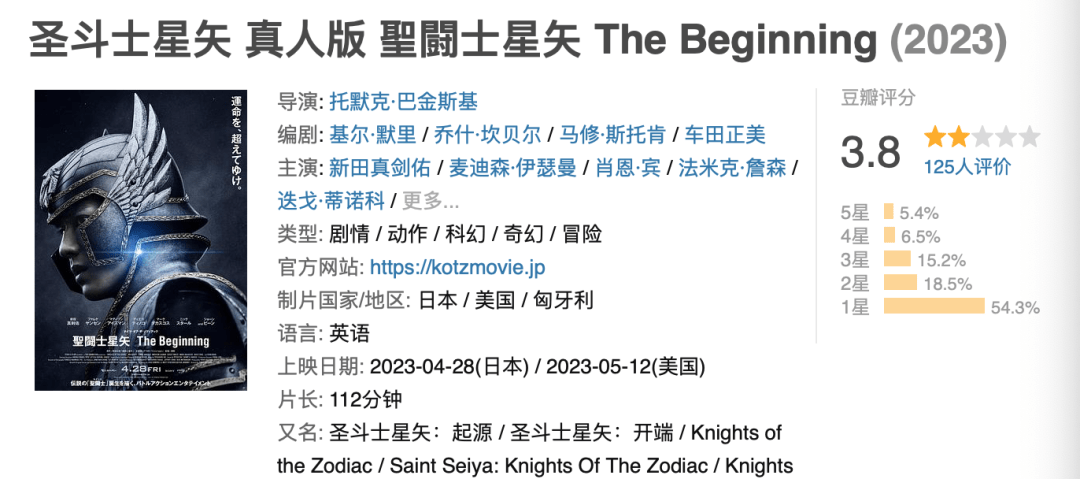 圣斗士星矢 真人版 聖闘士星矢 The Beginning (2023)
運命を、超えてゆけ。
聖闘士星矢 The Beginning
4.28 FRI
伝説の「聖闘士」誕生を描く、バトルアクションエンタテイメント
导演: 托默克·巴金斯基
编剧: 基尔·默里 / 乔什·坎贝尔 / 马修·斯托肯 / 车田正美
主演: 新田真剑佑 / 麦迪森·伊瑟曼 / 肖恩·宾 / 法米克·詹森 /
迭戈·蒂诺科 / 更多...
类型: 剧情 / 动作 / 科幻 / 奇幻 / 冒险
官方网站: https://kotzmovie.jp
制片国家/地区: 日本 / 美国 / 匈牙利
语言: 英语
上映日期: 2023-04-28(日本) / 2023-05-12(美国)
片长: 112分钟
又名: 圣斗士星矢：起源 / 圣斗士星矢：开端 / Knights of
the Zodiac / Saint Seiya: Knights Of The Zodiac / Knights
豆瓣评分
3.8
125人评价
5星 5.4%
4星 6.5%
3星 15.2%
2星 18.5%
1星 54.3%